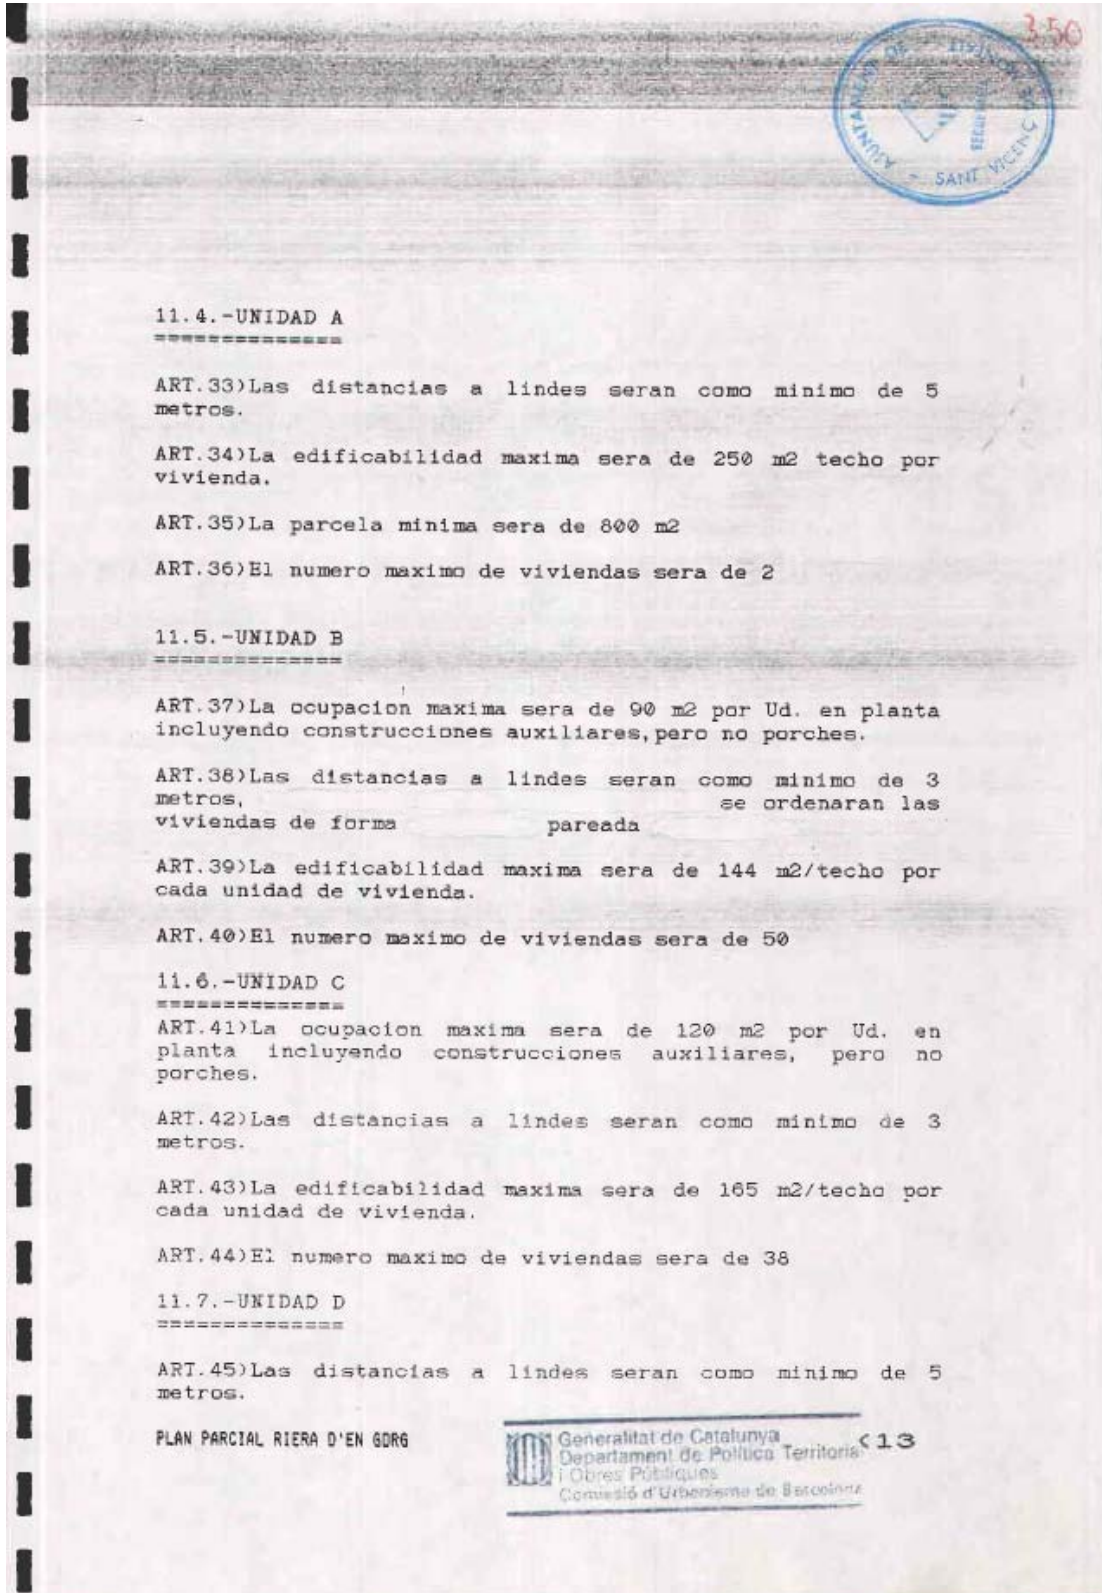 350
AJUNTAMENT DE SANT VICENÇ DE MONTALT
11.4.-UNIDAD A
==============
ART.33)Las distancias a lindes seran como minimo de 5
metros.
ART.34)La edificabilidad maxima sera de 250 m2 techo por
vivienda.
ART.35)La parcela minima sera de 800 m2
ART.36)El numero maximo de viviendas sera de 2
11.5.-UNIDAD B
==============
ART.37)La ocupacion maxima sera de 90 m2 por Ud. en planta
incluyendo construcciones auxiliares,pero no porches.
ART.38)Las distancias a lindes seran como minimo de 3
metros, se ordenaran las
viviendas de forma pareada
ART.39)La edificabilidad maxima sera de 144 m2/techo por
cada unidad de vivienda.
ART.40)El numero maximo de viviendas sera de 50
11.6.-UNIDAD C
==============
ART.41)La ocupacion maxima sera de 120 m2 por Ud. en
planta incluyendo construcciones auxiliares, pero no
porches.
ART.42)Las distancias a lindes seran como minimo de 3
metros.
ART.43)La edificabilidad maxima sera de 165 m2/techo por
cada unidad de vivienda.
ART.44)El numero maximo de viviendas sera de 38
11.7.-UNIDAD D
==============
ART.45)Las distancias a lindes seran como minimo de 5
metros.
PLAN PARCIAL RIERA D'EN GORG
Generalitat de Catalunya
Departament de Política Territorial
i Obres Públiques
Comissió d'Urbanisme de Barcelona
<13